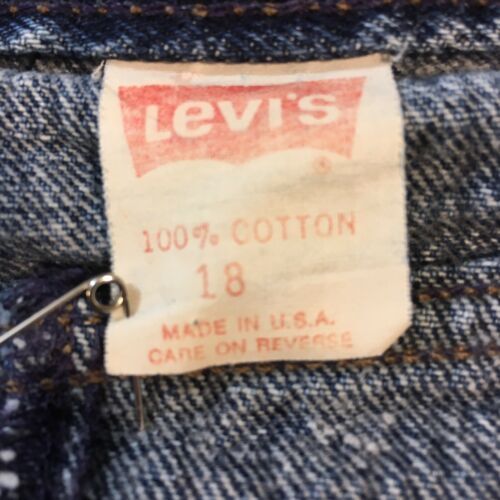 Levi's
®
100% COTTON
18
MADE IN U.S.A.
CARE ON REVERSE